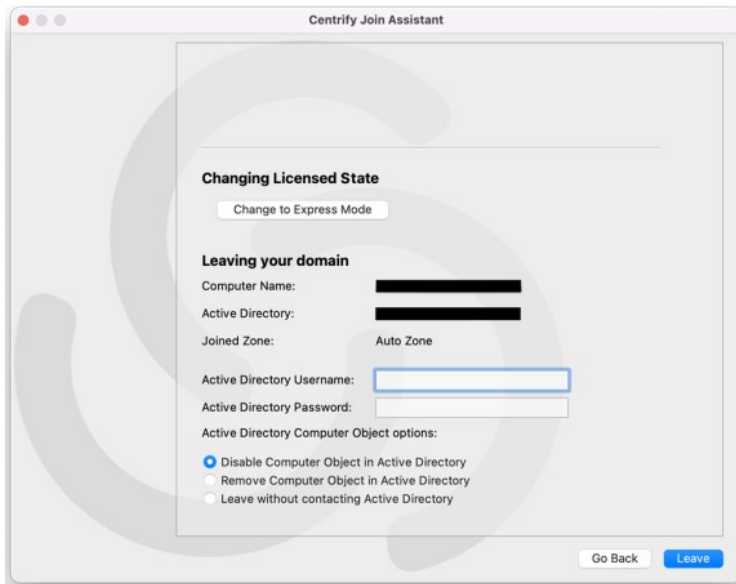 Centrify Join Assistant
Changing Licensed State
Change to Express Mode
Leaving your domain
Computer Name:
Active Directory:
Joined Zone: Auto Zone
Active Directory Username:
Active Directory Password:
Active Directory Computer Object options:
Disable Computer Object in Active Directory
Remove Computer Object in Active Directory
Leave without contacting Active Directory
Go Back Leave